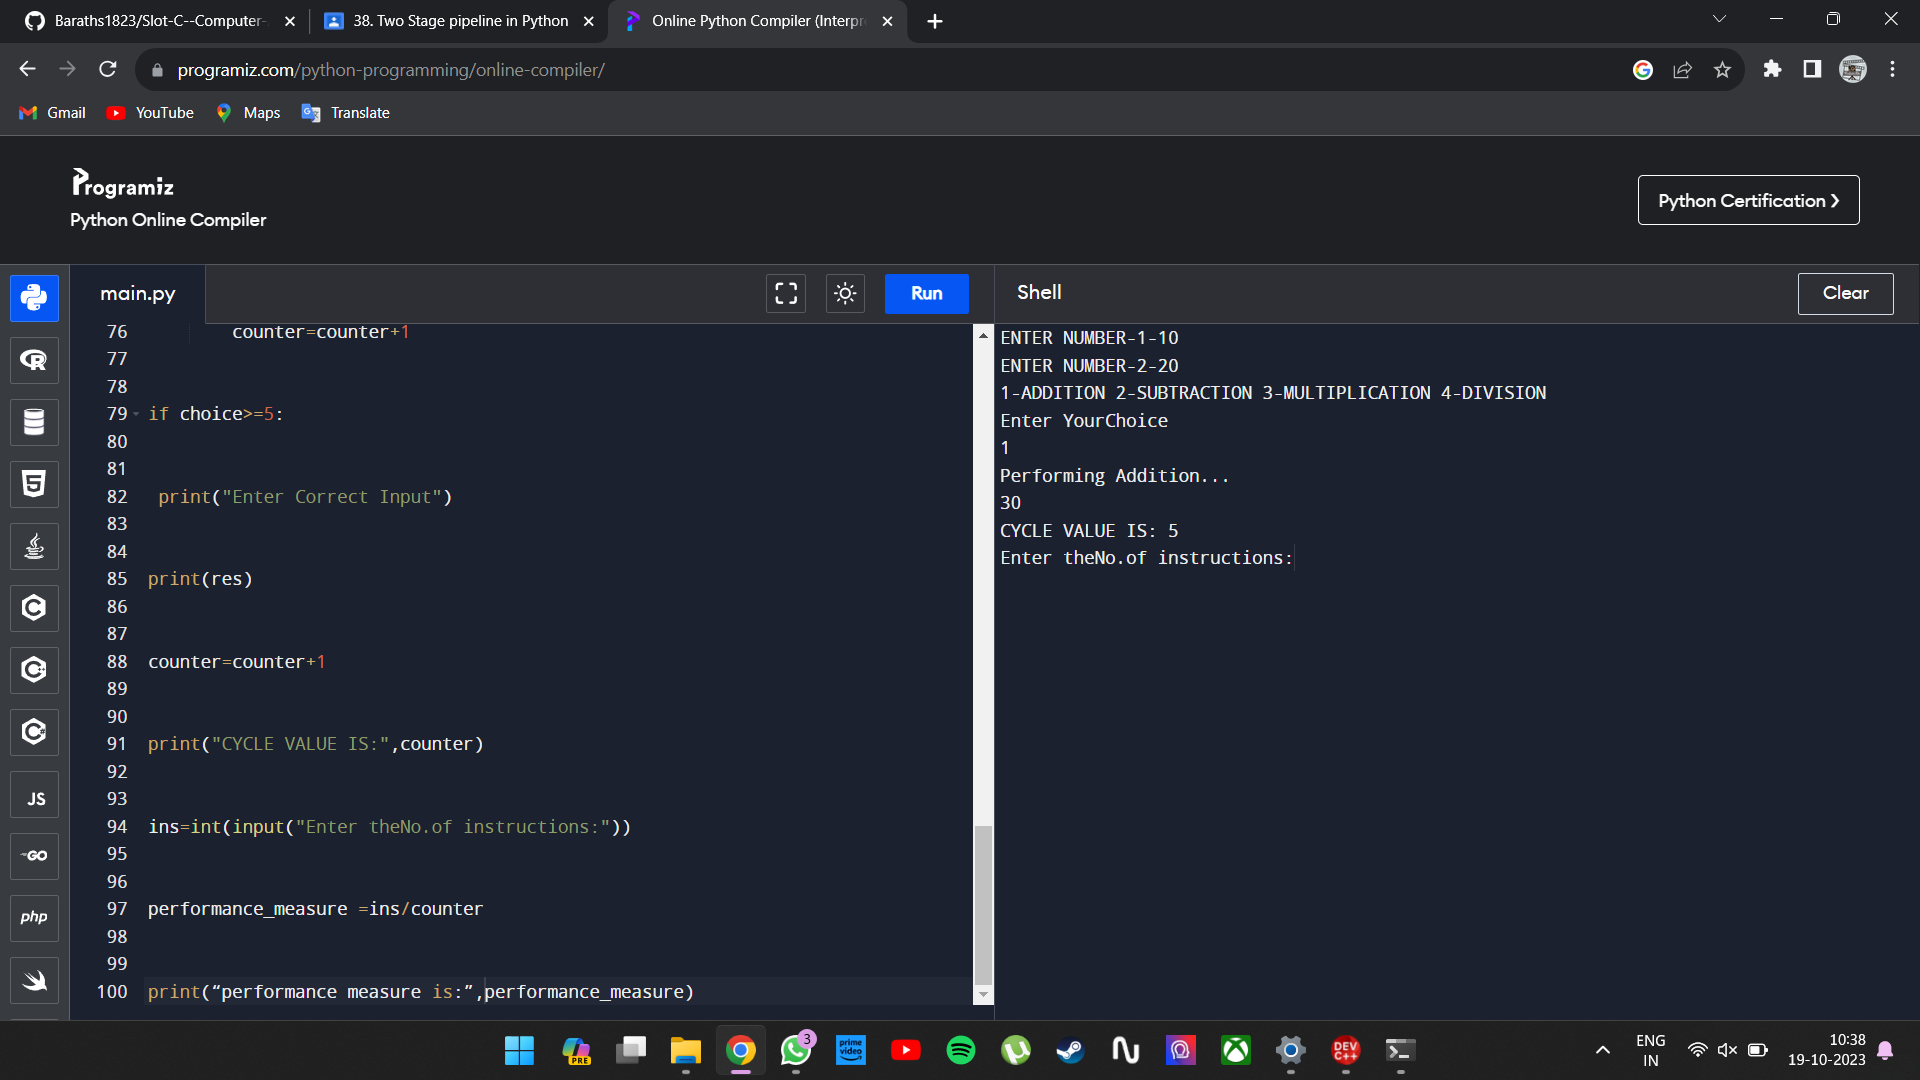 Baraths1823/Slot-C--Computer-
38. Two Stage pipeline in Python
Online Python Compiler (Interpr
programiz.com/python-programming/online-compiler/
Gmail
YouTube
Maps
Translate
Programiz
Python Online Compiler
Python Certification ❯
main.py
Run
Shell
Clear
76 counter=counter+1
77
78
79 if choice>=5:
80
81
82 print("Enter Correct Input")
83
84
85 print(res)
86
87
88 counter=counter+1
89
90
91 print("CYCLE VALUE IS:",counter)
92
93
94 ins=int(input("Enter theNo.of instructions:"))
95
96
97 performance_measure =ins/counter
98
99
100 print(“performance measure is:”,performance_measure)
ENTER NUMBER-1-10
ENTER NUMBER-2-20
1-ADDITION 2-SUBTRACTION 3-MULTIPLICATION 4-DIVISION
Enter YourChoice
1
Performing Addition...
30
CYCLE VALUE IS: 5
Enter theNo.of instructions:
JS
GO
php
PRE
3
prime video
DEV C++
ENG
IN
10:38
19-10-2023